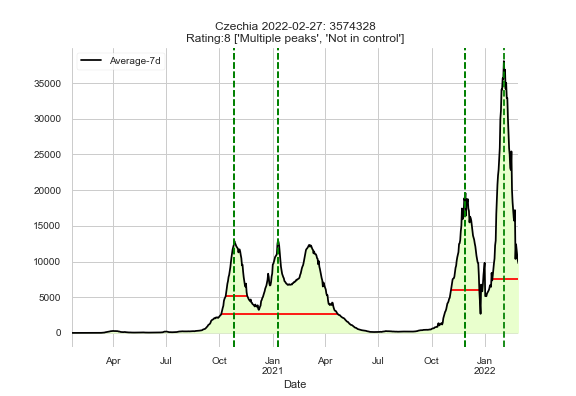 Czechia 2022-02-27: 3574328
Rating:8 ['Multiple peaks', 'Not in control']
Average-7d
35000
30000
25000
20000
15000
10000
5000
0
Apr Jul Oct Jan Apr Jul Oct Jan
2021 2022
Date